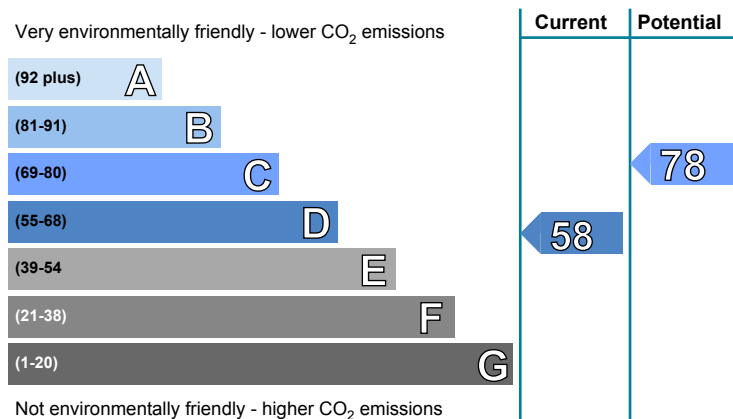 Current Potential
Very environmentally friendly - lower CO₂ emissions
(92 plus) A
(81-91) B
(69-80) C
78
(55-68) D
58
(39-54 E
(21-38) F
(1-20) G
Not environmentally friendly - higher CO₂ emissions